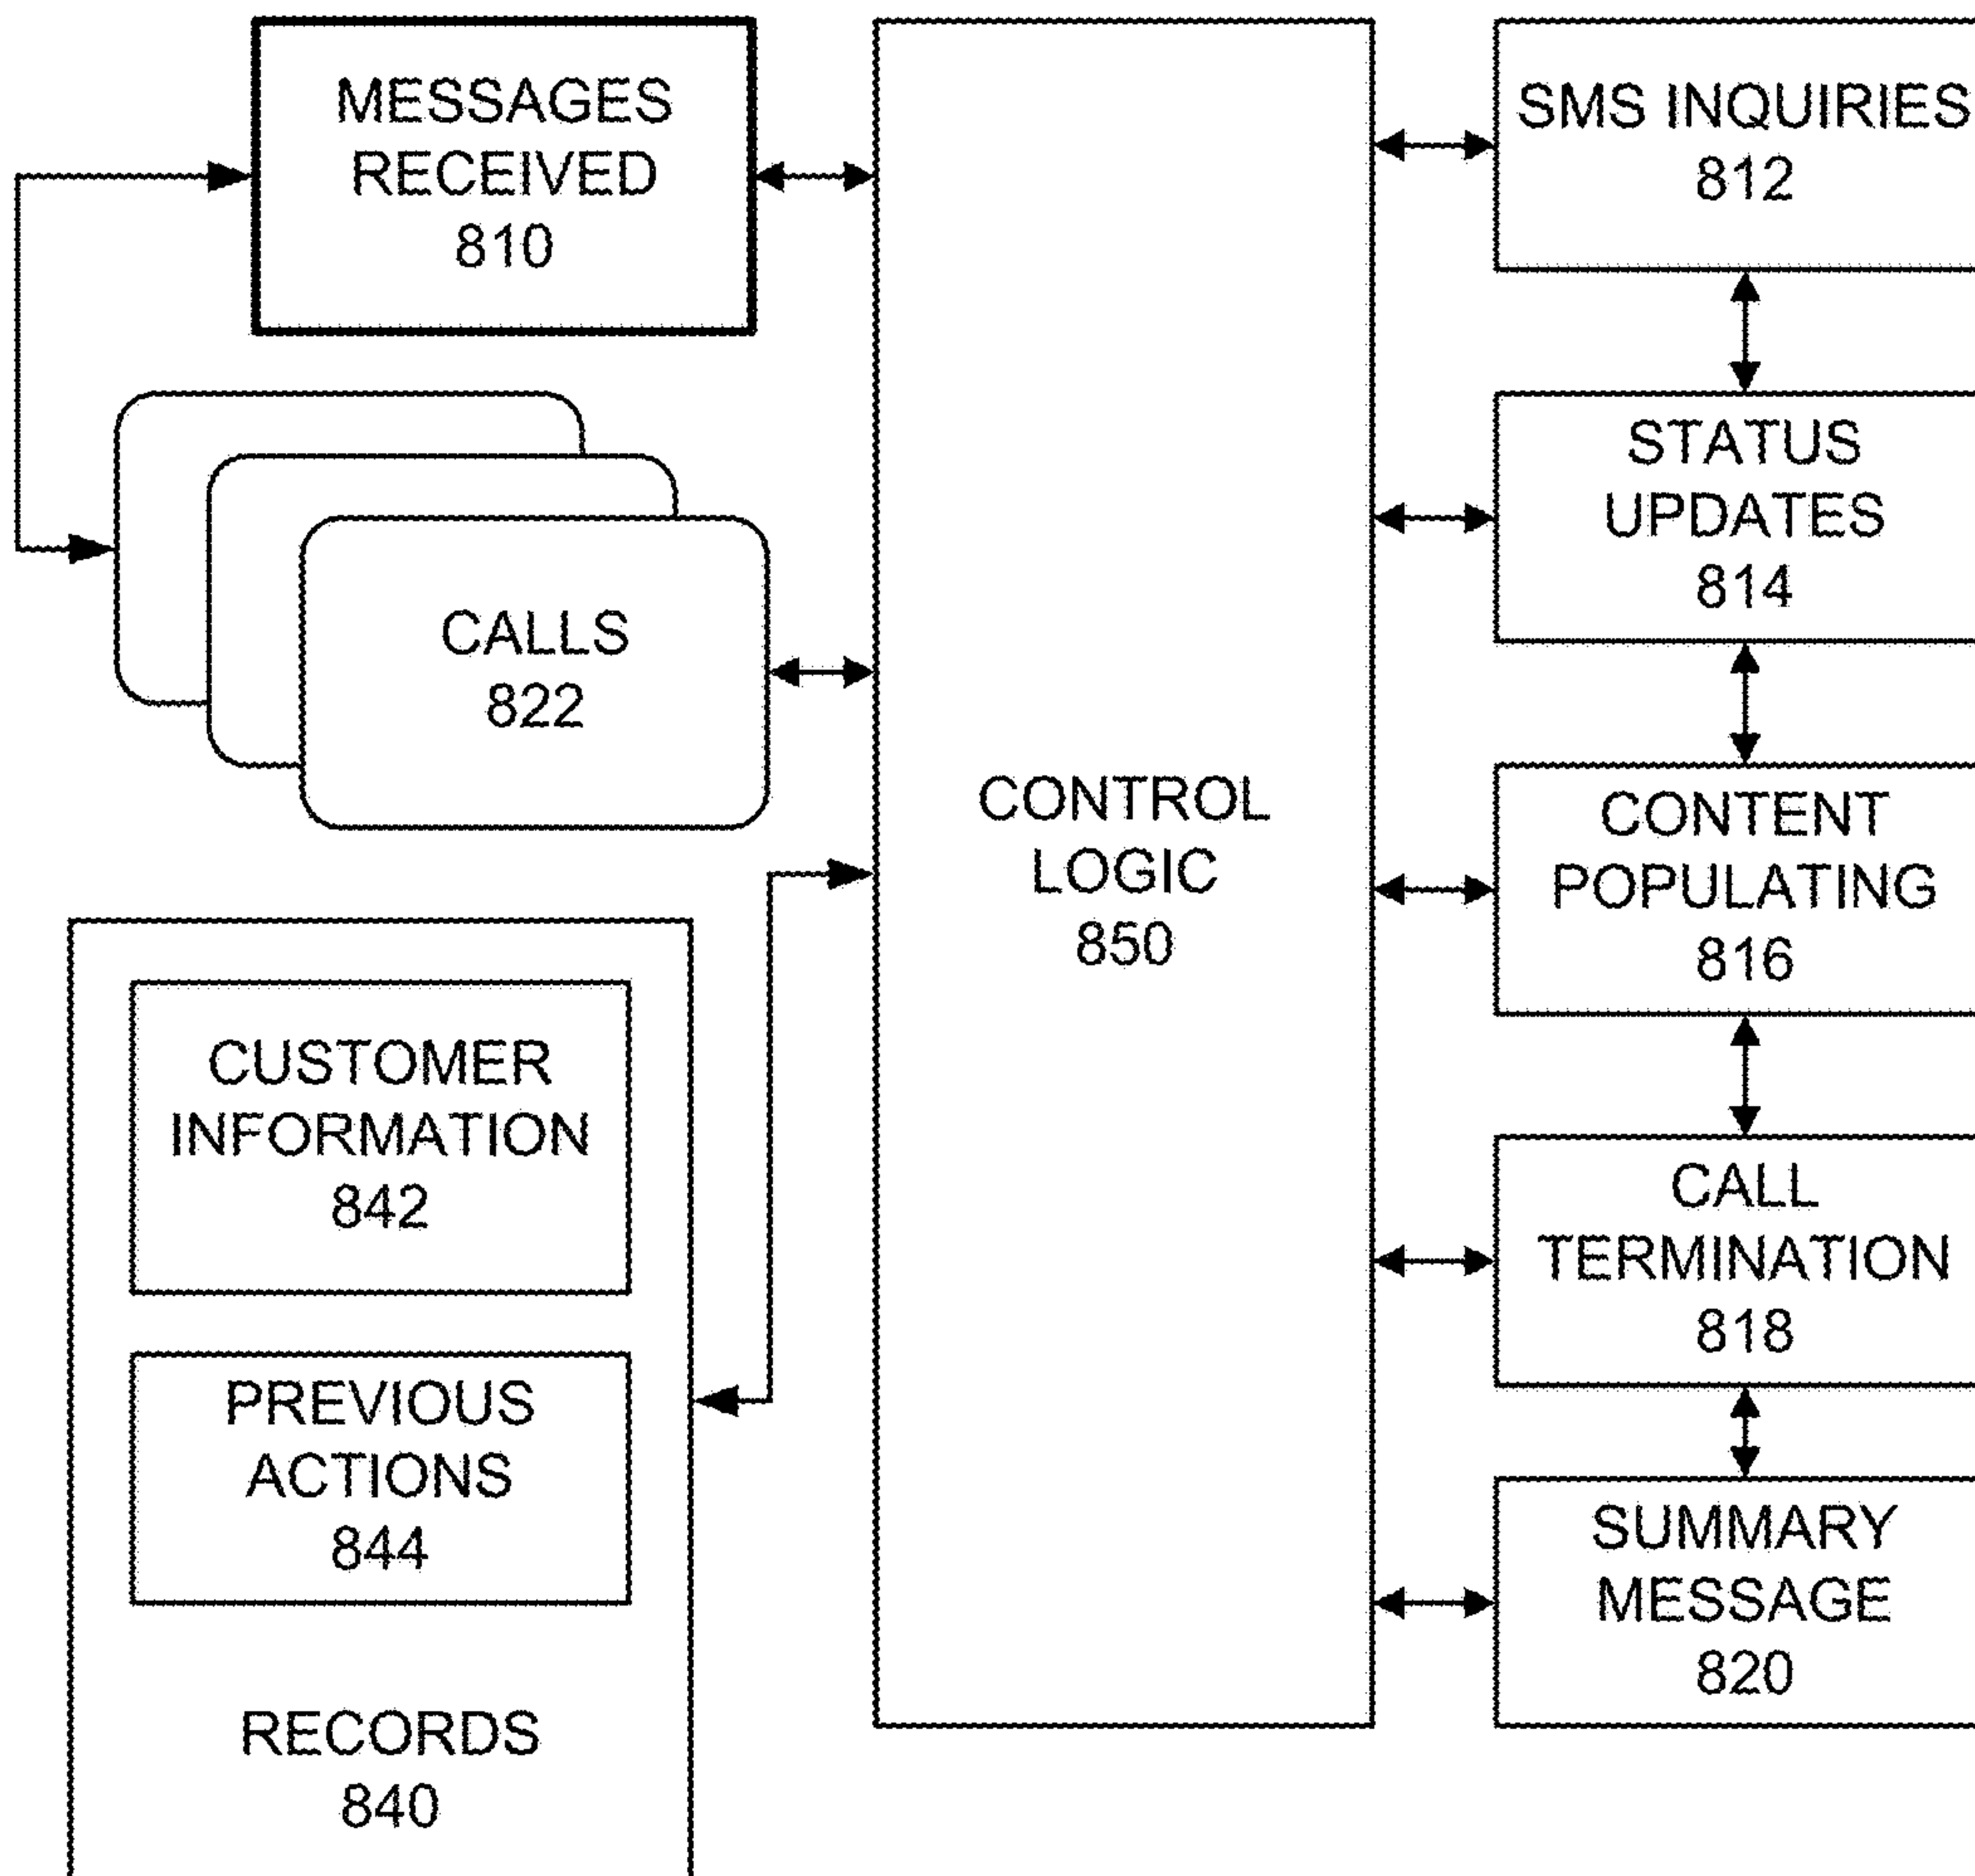 MESSAGES
RECEIVED
810
CALLS
822
CUSTOMER
INFORMATION
842
PREVIOUS
ACTIONS
844
RECORDS
840
CONTROL
LOGIC
850
SMS INQUIRIES
812
STATUS
UPDATES
814
CONTENT
POPULATING
816
CALL
TERMINATION
818
SUMMARY
MESSAGE
820